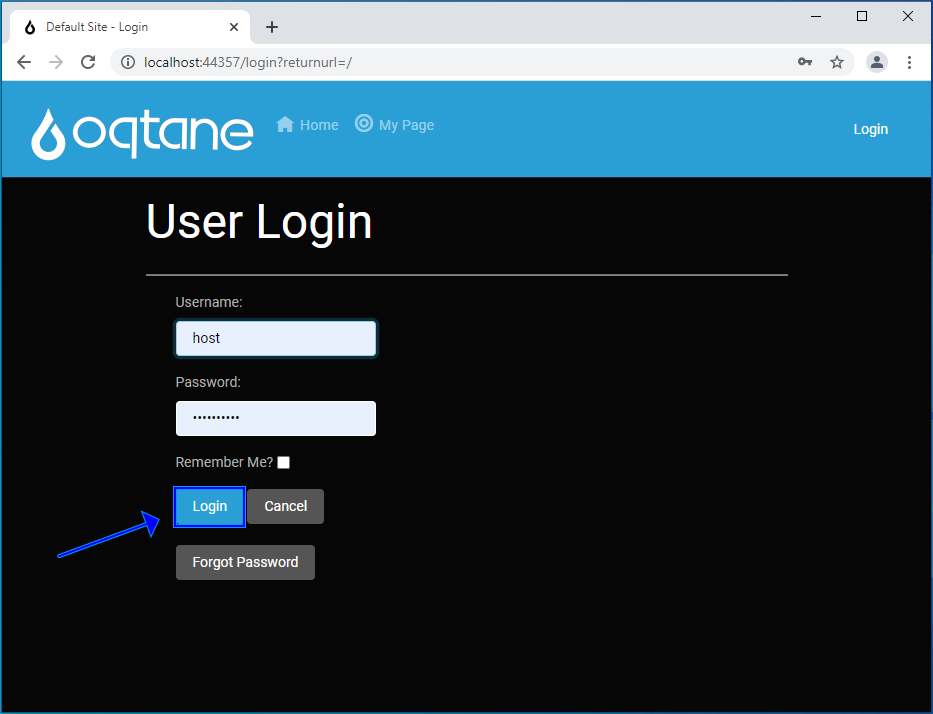 Default Site - Login
localhost:44357/login?returnurl=/
oqtane Home My Page Login
User Login
Username:
host
Password:
••••••••••
Remember Me?
Login Cancel
Forgot Password